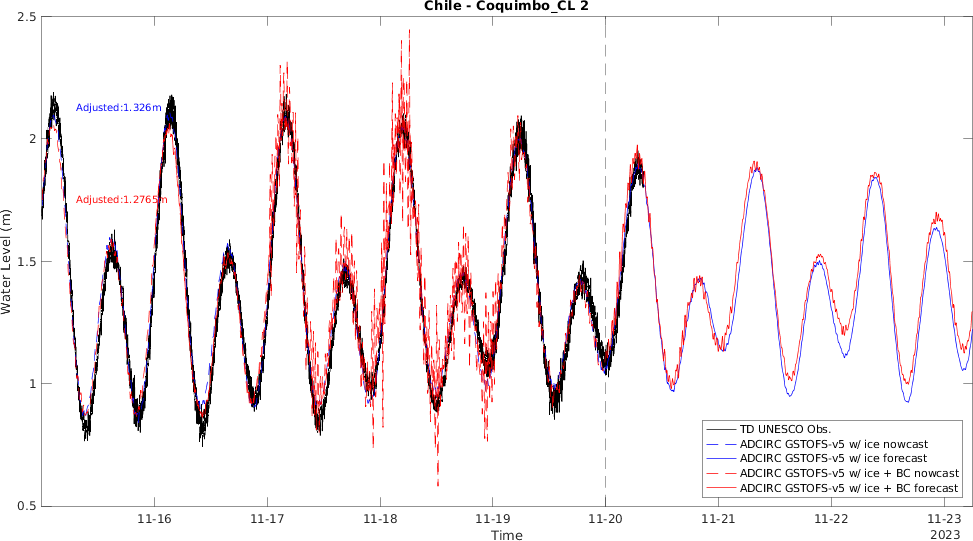 Chile - Coquimbo_CL 2
2.5
2
1.5
1
0.5
Water Level (m)
Adjusted:1.326m
Adjusted:1.2765m
11-16
11-17
11-18
11-19
11-20
11-21
11-22
11-23
2023
Time
TD UNESCO Obs.
ADCIRC GSTOFS-v5 w/ ice nowcast
ADCIRC GSTOFS-v5 w/ ice forecast
ADCIRC GSTOFS-v5 w/ ice + BC nowcast
ADCIRC GSTOFS-v5 w/ ice + BC forecast